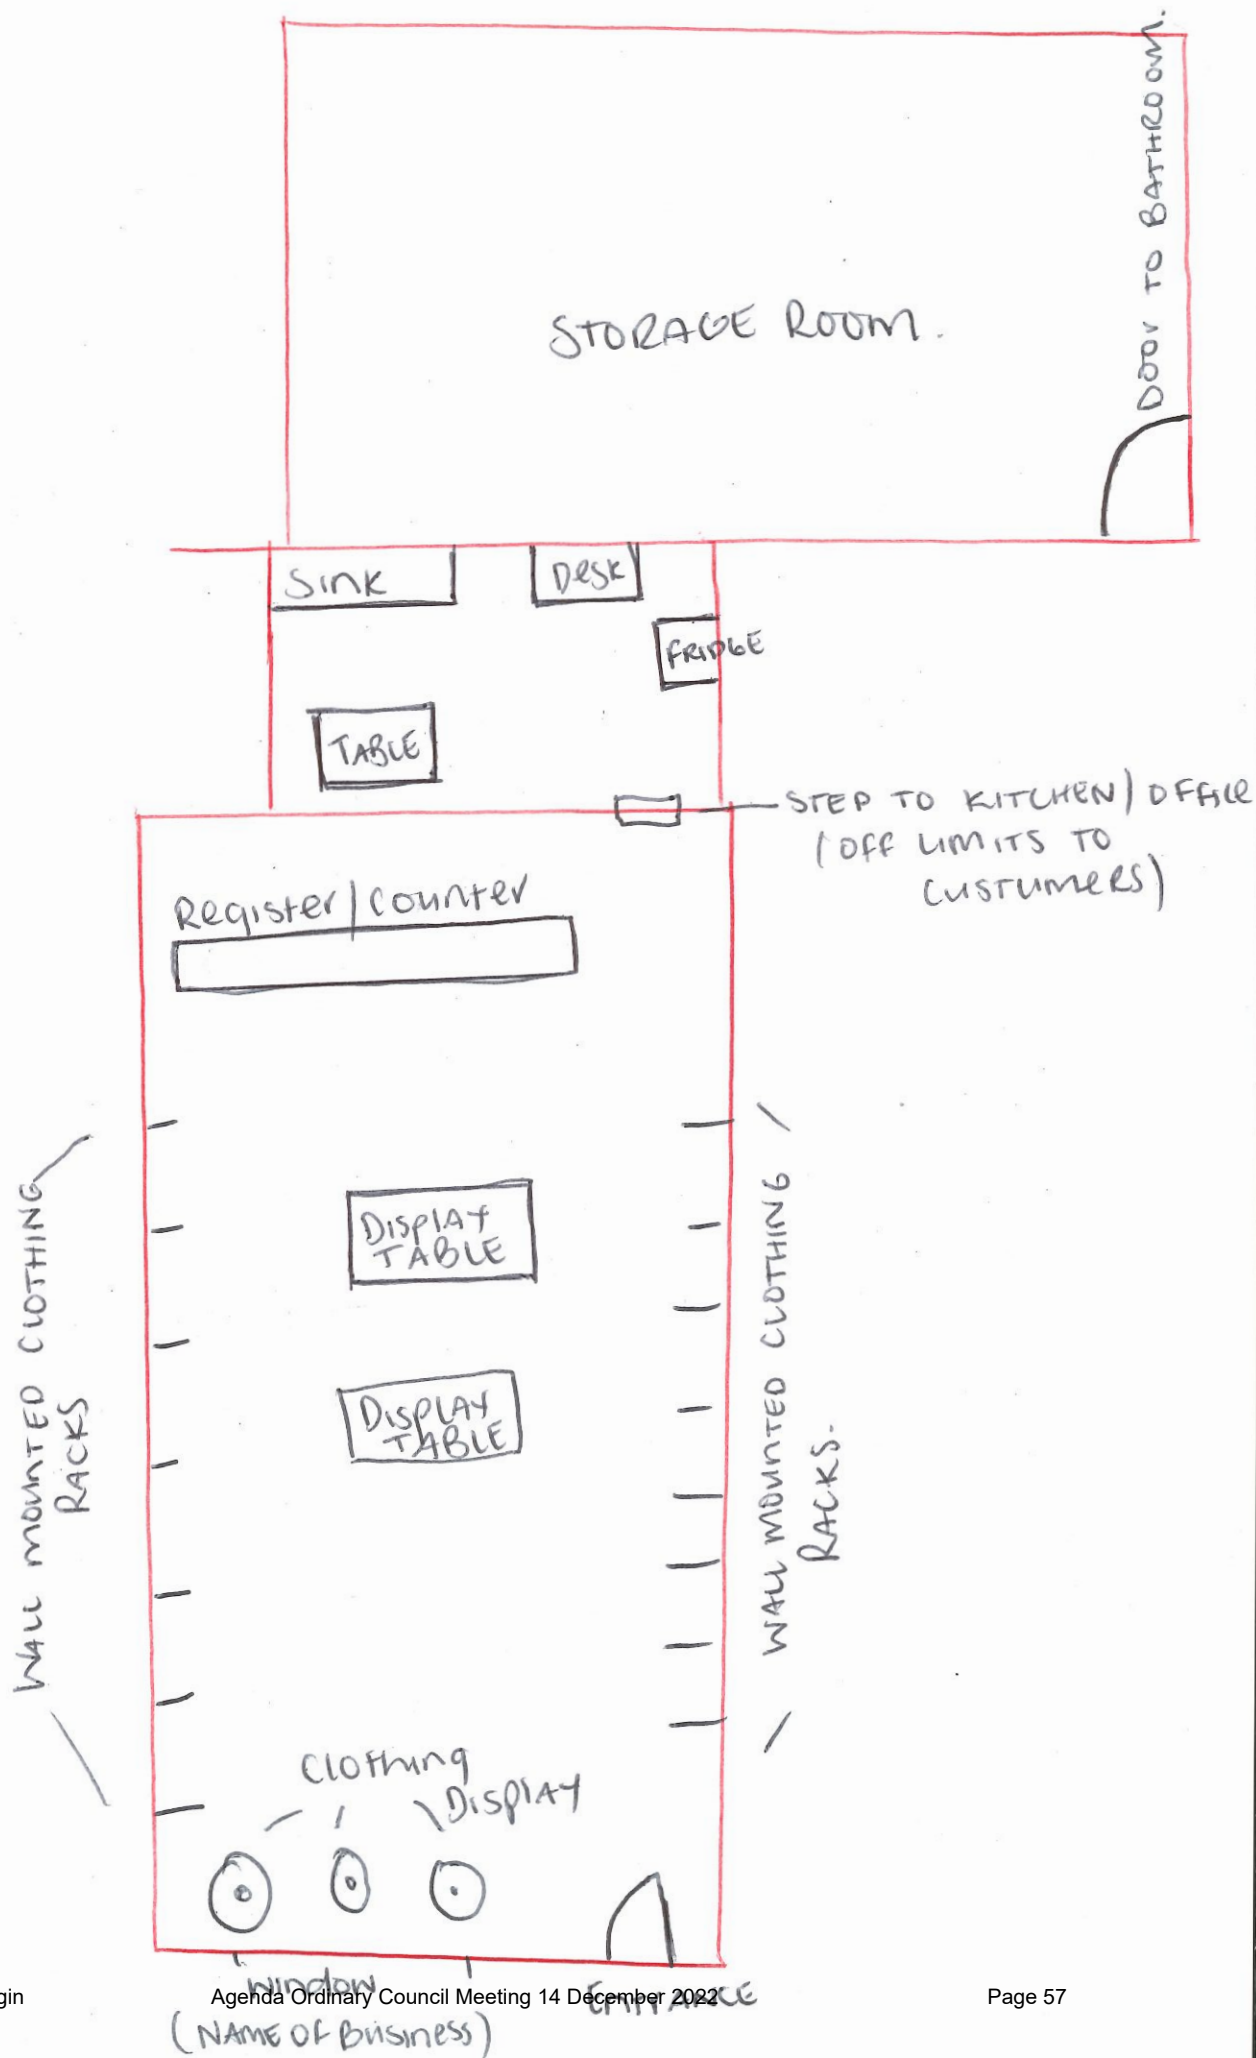 DOOR TO BATHROOM.
STORAGE ROOM.
Sink
Desk
FRIDGE
TABLE
STEP TO KITCHEN/OFFICE
(OFF LIMITS TO
CUSTUMERS)
Register/counter
WALL MOUNTED CLOTHING
RACKS
DISPLAY
TABLE
WALL MOUNTED CLOTHING
RACKS.
DISPLAY
TABLE
Clothing
DISPLAY
window
ENTRANCE
gin
Agenda Ordinary Council Meeting 14 December 2022
Page 57
(NAME OF Business)